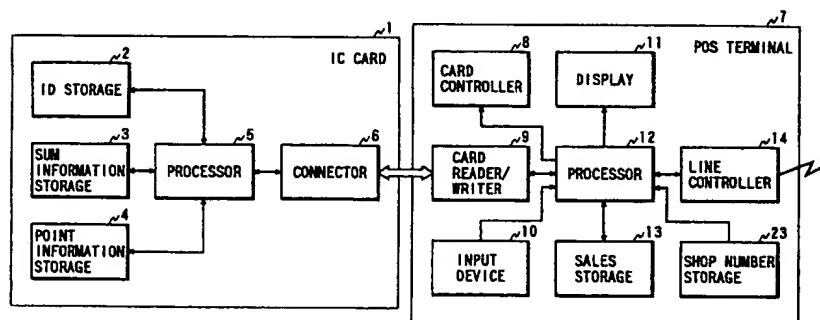 1
IC CARD
2
ID STORAGE
3
SUM
INFORMATION
STORAGE
4
POINT
INFORMATION
STORAGE
5
PROCESSOR
6
CONNECTOR
7
POS TERMINAL
8
CARD
CONTROLLER
11
DISPLAY
9
CARD
READER/
WRITER
12
PROCESSOR
14
LINE
CONTROLLER
10
INPUT
DEVICE
13
SALES
STORAGE
23
SHOP NUMBER
STORAGE